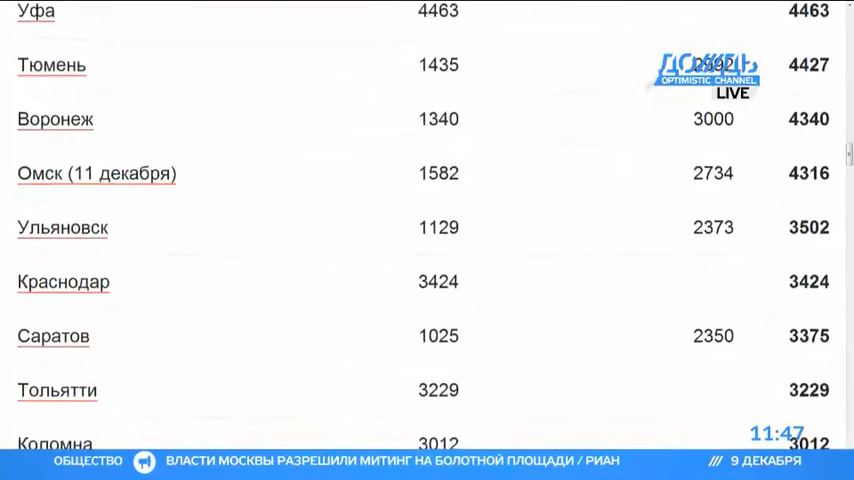 Уфа 4463 4463
Тюмень 1435 2992 4427
ДОЖДЬ
OPTIMISTIC CHANNEL
LIVE
Воронеж 1340 3000 4340
Омск (11 декабря) 1582 2734 4316
Ульяновск 1129 2373 3502
Краснодар 3424 3424
Саратов 1025 2350 3375
Тольятти 3229 3229
11:47
Коломна 3012 3012
ОБЩЕСТВО ВЛАСТИ МОСКВЫ РАЗРЕШИЛИ МИТИНГ НА БОЛОТНОЙ ПЛОЩАДИ / РИАН /// 9 ДЕКАБРЯ